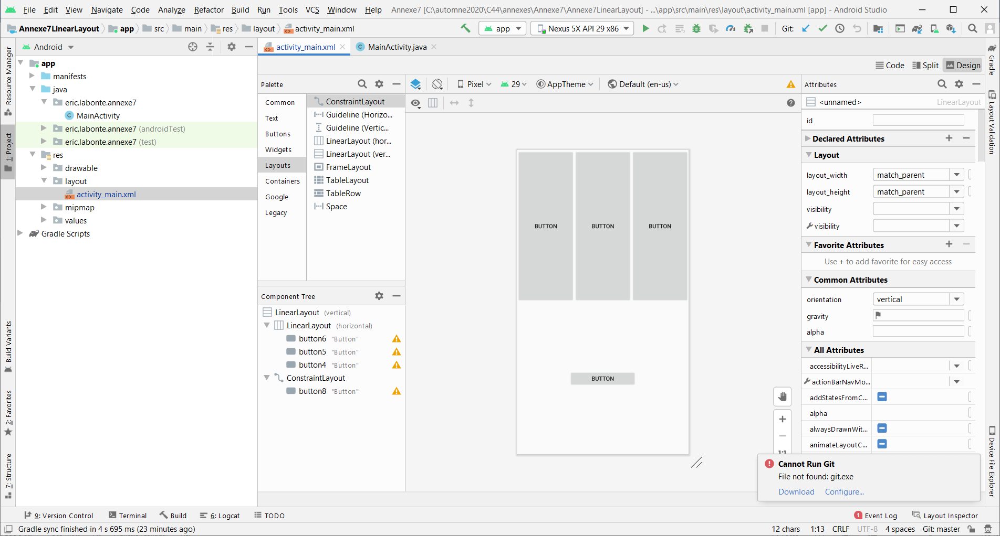 File Edit View Navigate Code Analyze Refactor Build Run Tools VCS Window Help Annexe7 [C:\automne2020\C44\annexes\Annexe7\Annexe7LinearLayout] - ...\app\src\main\res\layout\activity_main.xml [app] - Android Studio
Annexe7LinearLayout app src main res layout activity_main.xml app Nexus 5X API 29 x86 Git:
Resource Manager
1: Project
Build Variants
2: Favorites
7: Structure
Android
app
manifests
java
eric.labonte.annexe7
MainActivity
eric.labonte.annexe7 (androidTest)
eric.labonte.annexe7 (test)
res
drawable
layout
activity_main.xml
mipmap
values
Gradle Scripts
activity_main.xml MainActivity.java
Code Split Design
Palette
Common
Text
Buttons
Widgets
Layouts
Containers
Google
Legacy
ConstraintLayout
Guideline (Horizo...
Guideline (Vertic...
LinearLayout (hor...
LinearLayout (ver...
FrameLayout
TableLayout
TableRow
Space
Component Tree
LinearLayout (vertical)
LinearLayout (horizontal)
button6 "Button"
button5 "Button"
button4 "Button"
ConstraintLayout
button8 "Button"
Pixel 29 AppTheme Default (en-us)
BUTTON BUTTON BUTTON
BUTTON
1:1
Attributes
<unnamed> LinearLayout
id
Declared Attributes
Layout
layout_width match_parent
layout_height match_parent
visibility
visibility
Favorite Attributes
Use + to add favorite for easy access
Common Attributes
orientation vertical
gravity
alpha
All Attributes
accessibilityLiveR...
actionBarNavMo...
addStatesFromC...
alpha
alwaysDrawnWit...
animateLayoutC...
Cannot Run Git
File not found: git.exe
Download Configure...
Gradle
Layout Validation
Device File Explorer
9: Version Control Terminal Build 6: Logcat TODO 1 Event Log Layout Inspector
Gradle sync finished in 4 s 695 ms (23 minutes ago) 12 chars 1:13 CRLF UTF-8 4 spaces Git: master